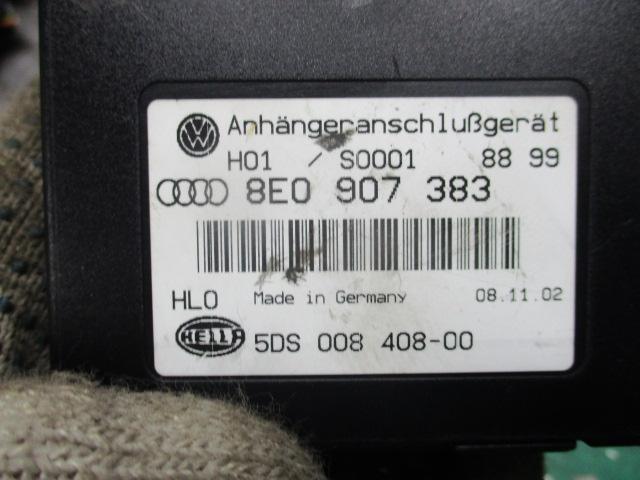 Anhängeranschlußgerät
H01 / S0001 88 99
8E0 907 383
HLO Made in Germany 08.11.02
HELLA 5DS 008 408-00